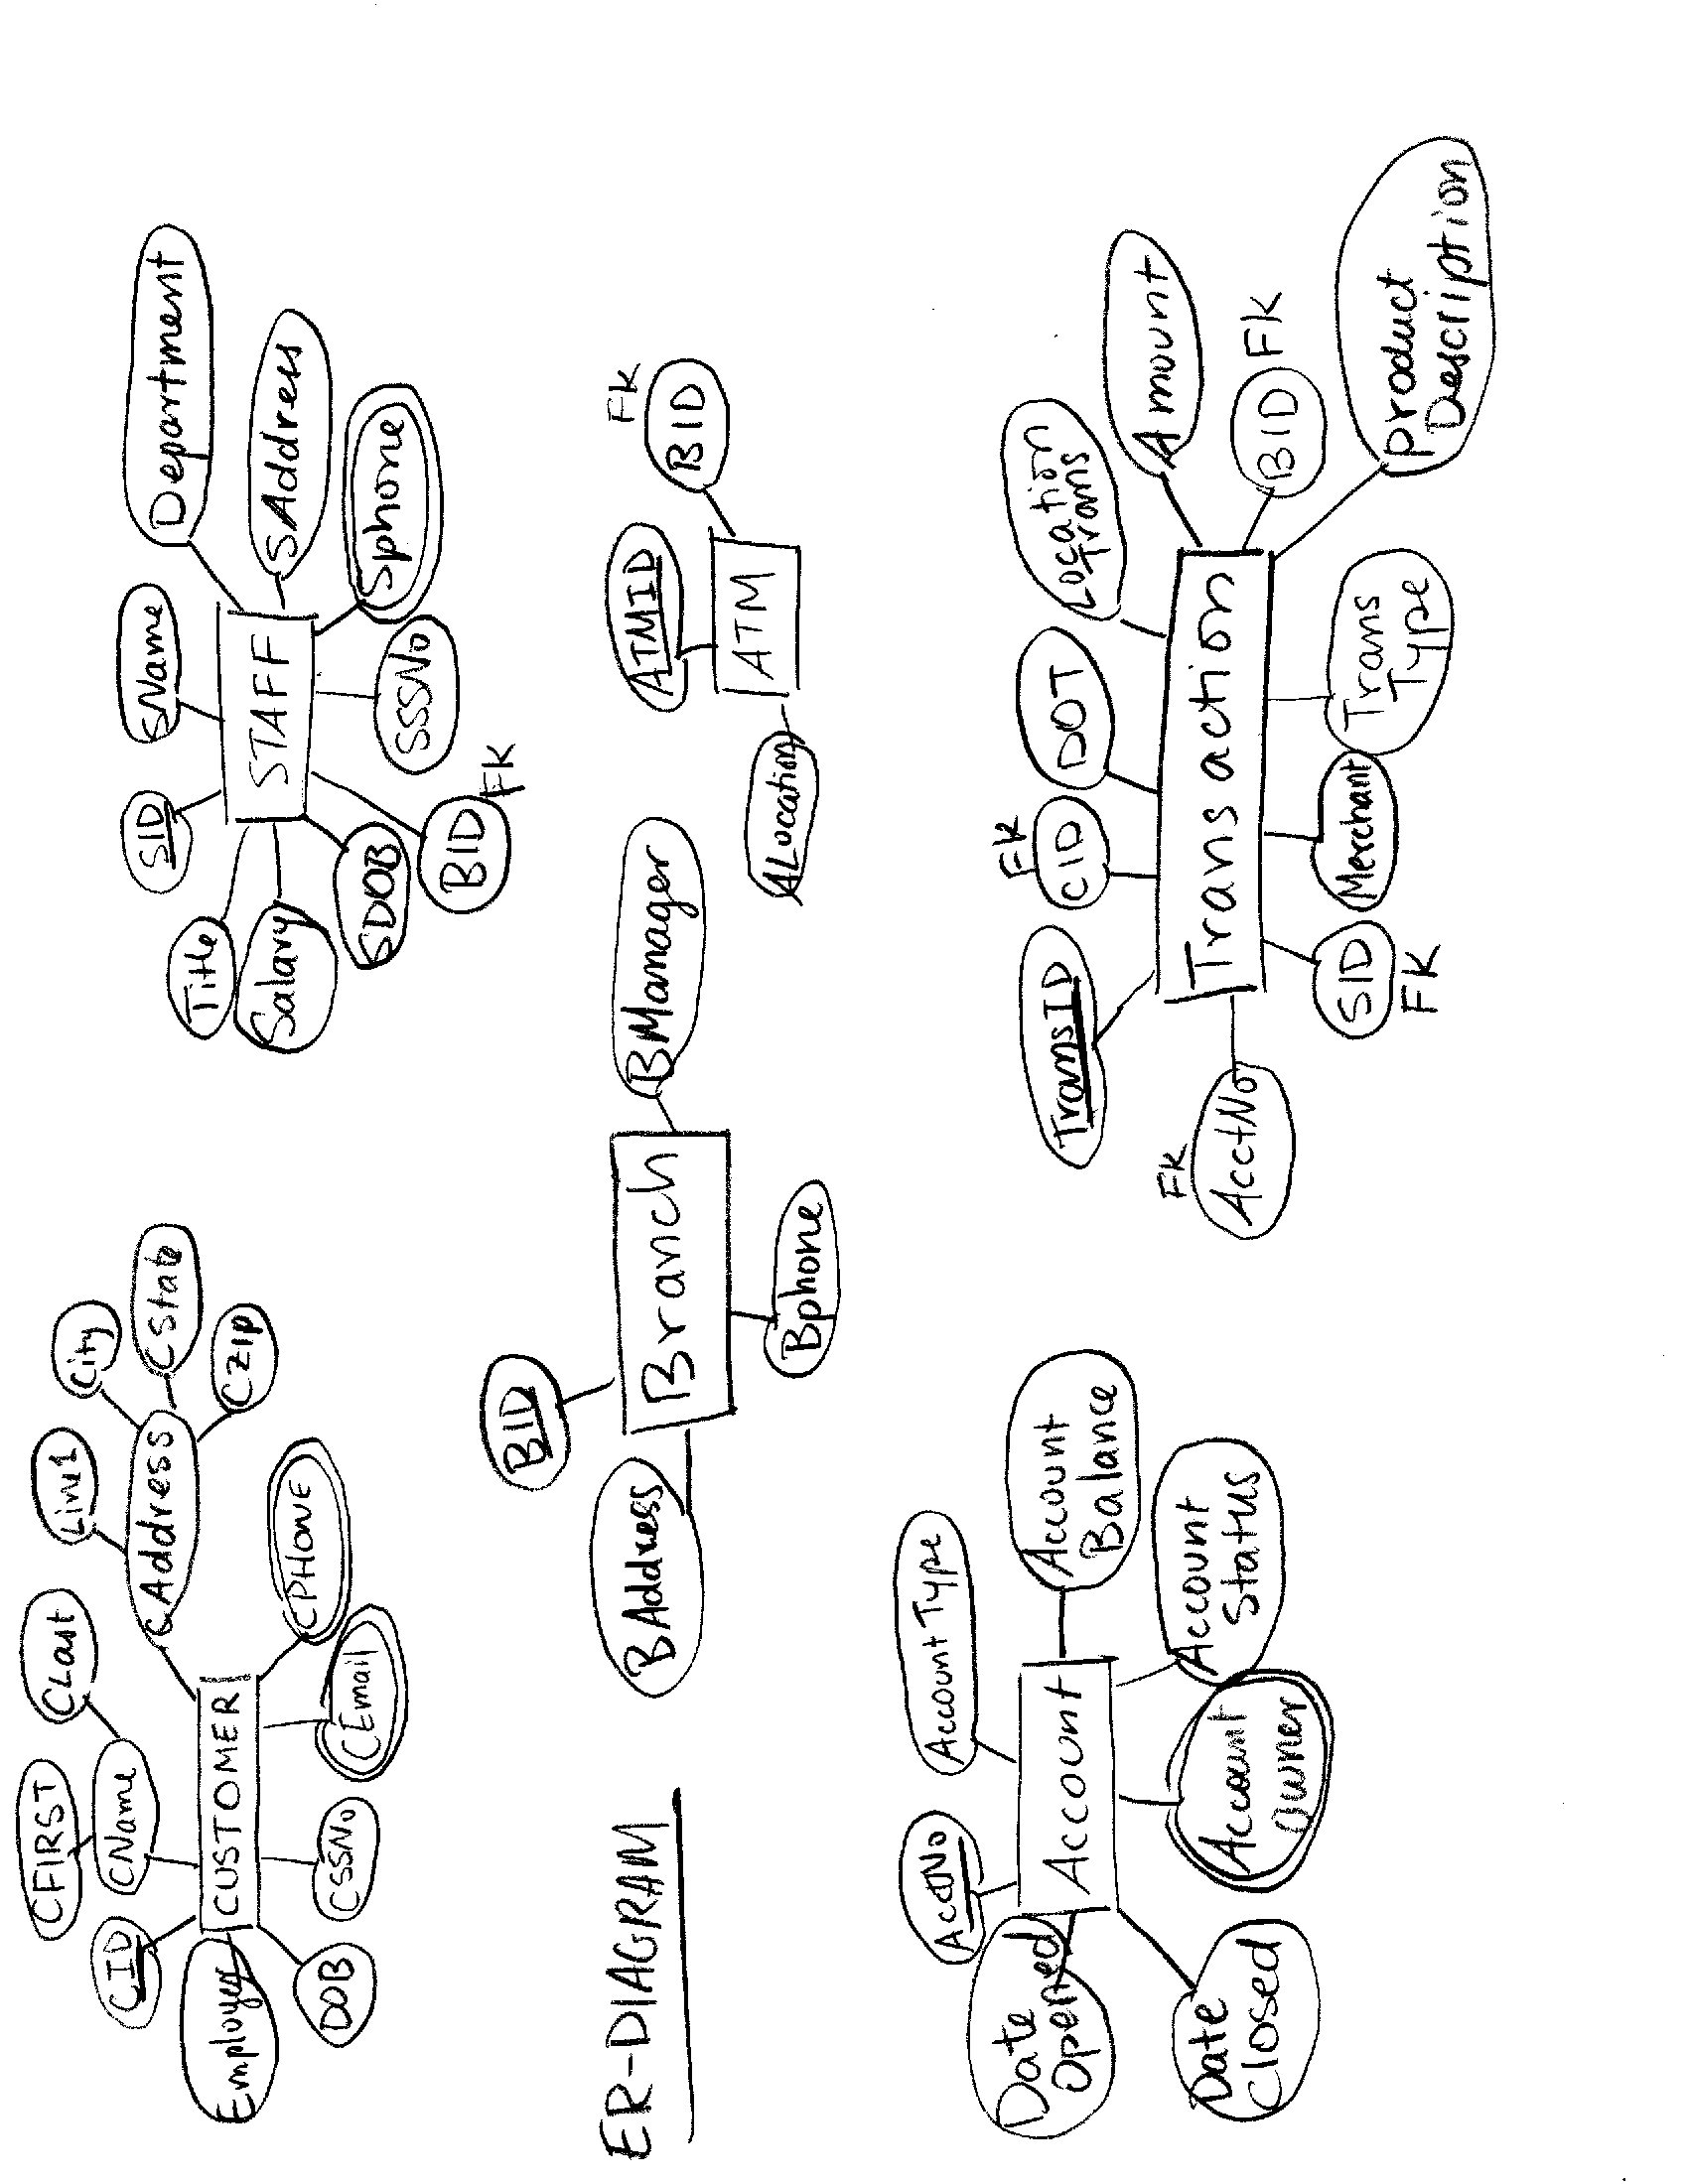 CFIRST
CLast
Line1
City
CState
CZip
CAddress
CName
CID
Employer
CUSTOMER
CPHONE
CEmail
CSSNo
DOB
Department
SName
SAddress
SID
STAFF
Sphone
Title
Salary
SSSNo
SDOB
BID
FK
ER-DIAGRAM
BID
BAddress
Branch
BManager
Bphone
FK
BID
ATMID
ATM
ALocation
AcctNo
Account Type
Date
Opened
Account
Account
Balance
Date
Closed
Account
Owner
Account
Status
TransID
FK
CID
DOT
Location
Trans
Amount
FK
AcctNo
Transaction
BID FK
SID
FK
Merchant
Trans
Type
Product
Description